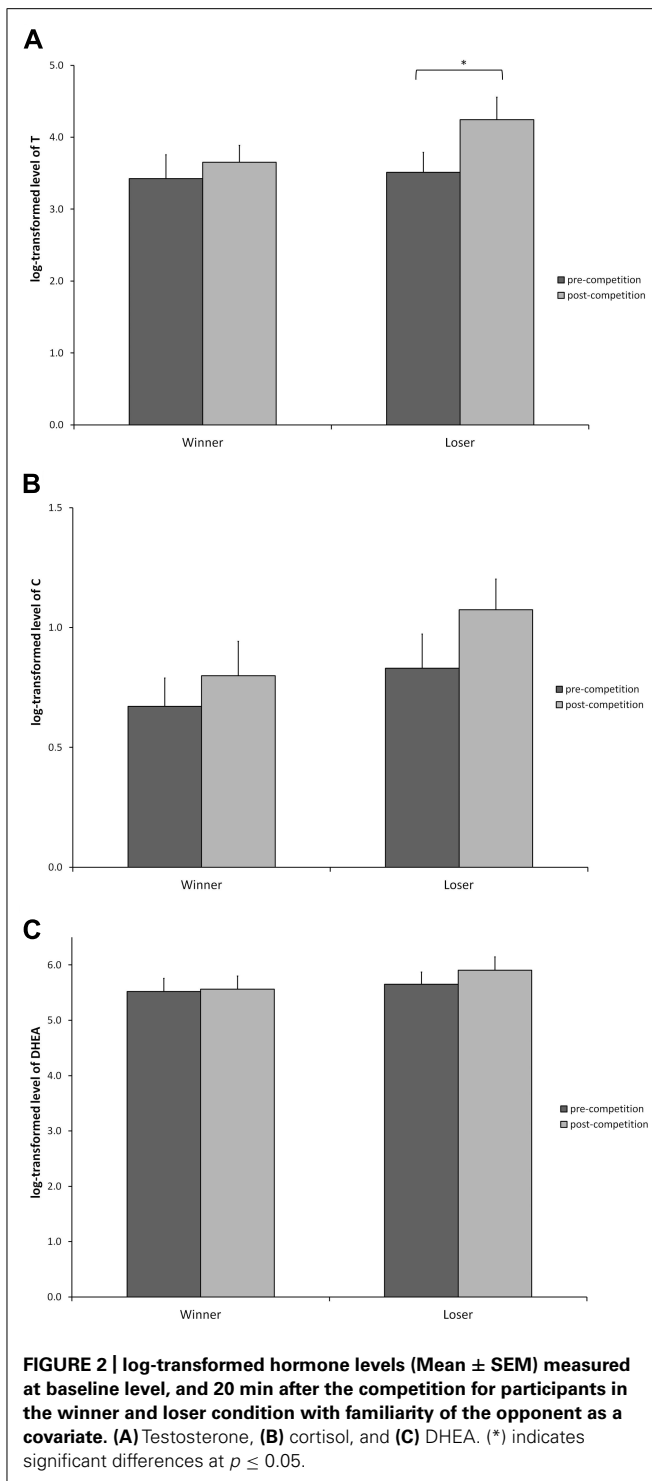 A
5.0
*
4.0
3.0
2.0
1.0
0.0
log-transformed level of T
pre-competition
post-competition
Winner Loser
B
1.5
1.0
0.5
0.0
log-transformed level of C
pre-competition
post-competition
Winner Loser
C
6.0
5.0
4.0
3.0
2.0
1.0
0.0
log-transformed level of DHEA
pre-competition
post-competition
Winner Loser
FIGURE 2 | log-transformed hormone levels (Mean ± SEM) measured
at baseline level, and 20 min after the competition for participants in
the winner and loser condition with familiarity of the opponent as a
covariate. (A) Testosterone, (B) cortisol, and (C) DHEA. (*) indicates
significant differences at p ≤ 0.05.